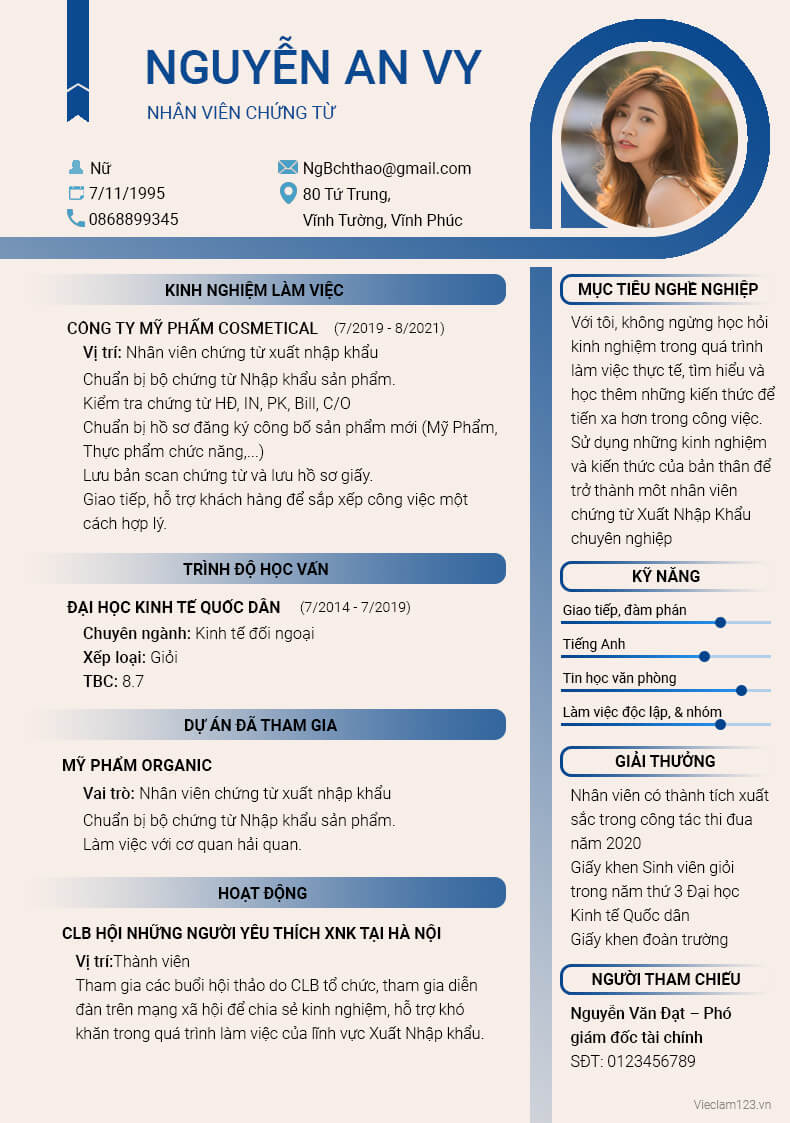 NGUYỄN AN VY
NHÂN VIÊN CHỨNG TỪ
Nữ
7/11/1995
0868899345
NgBchthao@gmail.com
80 Tứ Trung,
Vĩnh Tường, Vĩnh Phúc
KINH NGHIỆM LÀM VIỆC
CÔNG TY MỸ PHẨM COSMETICAL (7/2019 - 8/2021)
Vị trí: Nhân viên chứng từ xuất nhập khẩu
Chuẩn bị bộ chứng từ Nhập khẩu sản phẩm.
Kiểm tra chứng từ HĐ, IN, PK, Bill, C/O
Chuẩn bị hồ sơ đăng ký công bố sản phẩm mới (Mỹ Phẩm,
Thực phẩm chức năng,...)
Lưu bản scan chứng từ và lưu hồ sơ giấy.
Giao tiếp, hỗ trợ khách hàng để sắp xếp công việc một
cách hợp lý.
TRÌNH ĐỘ HỌC VẤN
ĐẠI HỌC KINH TẾ QUỐC DÂN (7/2014 - 7/2019)
Chuyên ngành: Kinh tế đối ngoại
Xếp loại: Giỏi
TBC: 8.7
DỰ ÁN ĐÃ THAM GIA
MỸ PHẨM ORGANIC
Vai trò: Nhân viên chứng từ xuất nhập khẩu
Chuẩn bị bộ chứng từ Nhập khẩu sản phẩm.
Làm việc với cơ quan hải quan.
HOẠT ĐỘNG
CLB HỘI NHỮNG NGƯỜI YÊU THÍCH XNK TẠI HÀ NỘI
Vị trí:Thành viên
Tham gia các buổi hội thảo do CLB tổ chức, tham gia diễn
đàn trên mạng xã hội để chia sẻ kinh nghiệm, hỗ trợ khó
khăn trong quá trình làm việc của lĩnh vực Xuất Nhập khẩu.
MỤC TIÊU NGHỀ NGHIỆP
Với tôi, không ngừng học hỏi
kinh nghiệm trong quá trình
làm việc thực tế, tìm hiểu và
học thêm những kiến thức để
tiến xa hơn trong công việc.
Sử dụng những kinh nghiệm
và kiến thức của bản thân để
trở thành môt nhân viên
chứng từ Xuất Nhập Khẩu
chuyên nghiệp
KỸ NĂNG
Giao tiếp, đàm phán
Tiếng Anh
Tin học văn phòng
Làm việc độc lập, & nhóm
GIẢI THƯỞNG
Nhân viên có thành tích xuất
sắc trong công tác thi đua
năm 2020
Giấy khen Sinh viên giỏi
trong năm thứ 3 Đại học
Kinh tế Quốc dân
Giấy khen đoàn trường
NGƯỜI THAM CHIẾU
Nguyễn Văn Đạt – Phó
giám đốc tài chính
SĐT: 0123456789
Vieclam123.vn